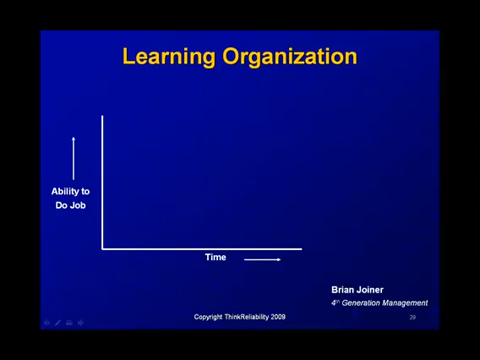 Learning Organization
Ability to
Do Job
Time
Brian Joiner
4th Generation Management
Copyright ThinkReliability 2009
29